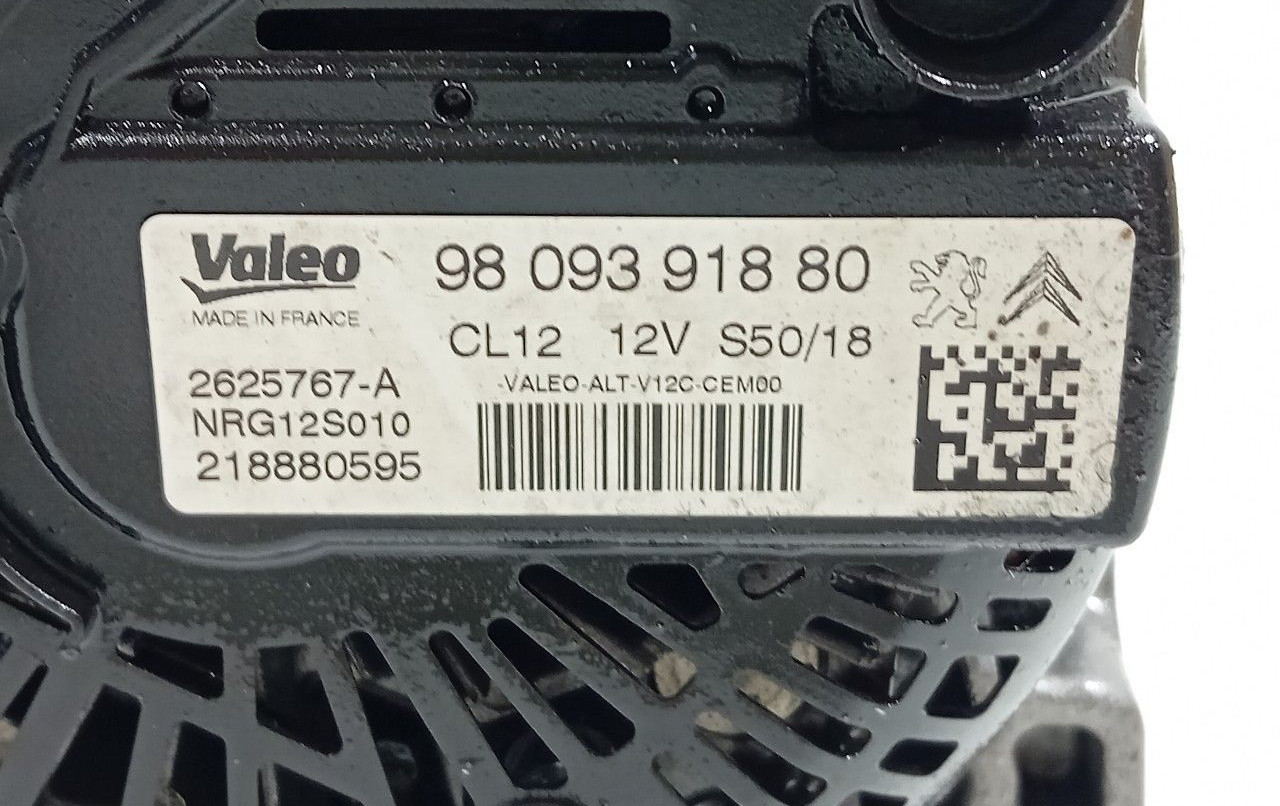 Valeo
MADE IN FRANCE
98 093 918 80
CL12 12V S50/18
-VALEO-ALT-V12C-CEM00
2625767-A
NRG12S010
218880595